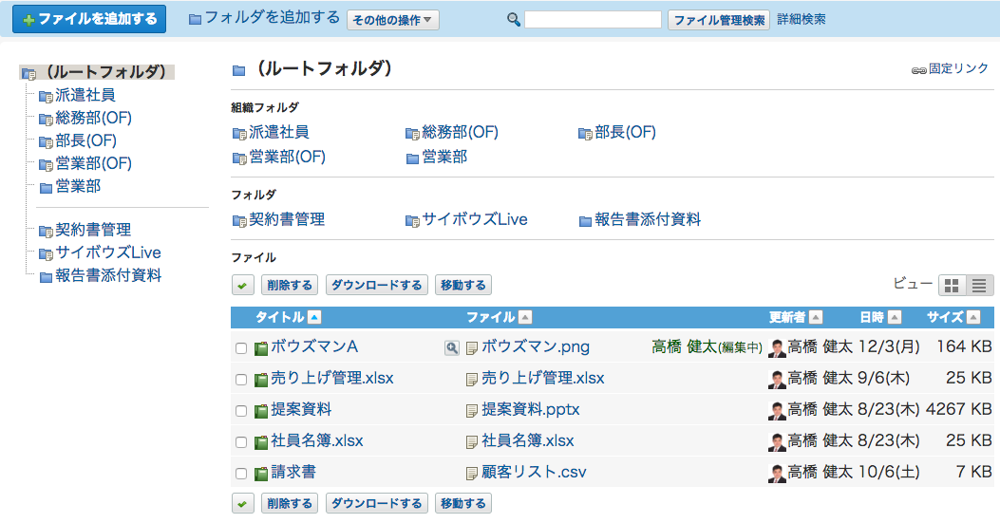 ファイルを追加する フォルダを追加する その他の操作 ファイル管理検索 詳細検索
（ルートフォルダ）
派遣社員
総務部(OF)
部長(OF)
営業部(OF)
営業部
契約書管理
サイボウズLive
報告書添付資料
（ルートフォルダ） 固定リンク
組織フォルダ
派遣社員 総務部(OF) 部長(OF)
営業部(OF) 営業部
フォルダ
契約書管理 サイボウズLive 報告書添付資料
ファイル
削除する ダウンロードする 移動する ビュー
タイトル ファイル 更新者 日時 サイズ
ボウズマンA ボウズマン.png 高橋 健太(編集中) 高橋 健太 12/3(月) 164 KB
売り上げ管理.xlsx 売り上げ管理.xlsx 高橋 健太 9/6(木) 25 KB
提案資料 提案資料.pptx 高橋 健太 8/23(木) 4267 KB
社員名簿.xlsx 社員名簿.xlsx 高橋 健太 8/23(木) 25 KB
請求書 顧客リスト.csv 高橋 健太 10/6(土) 7 KB
削除する ダウンロードする 移動する